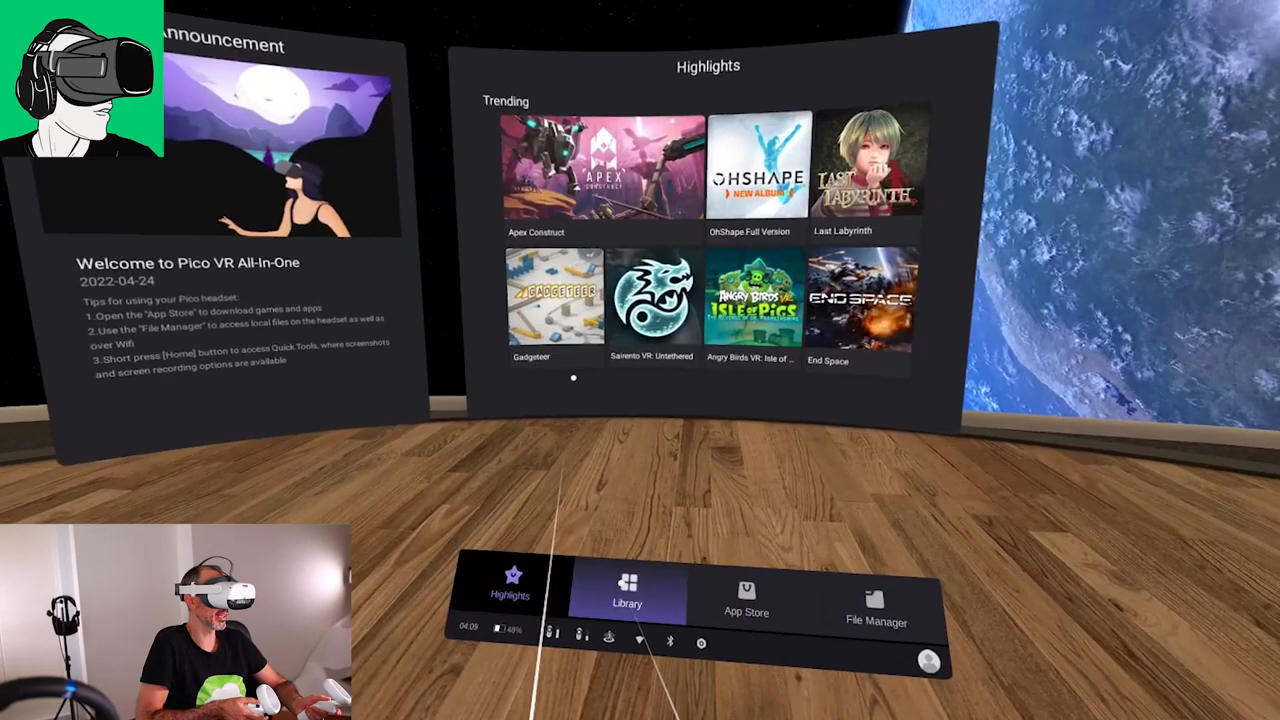 Announcement
Welcome to Pico VR All-In-One
2022-04-24
Tips for using your Pico headset:
1.Open the "App Store" to download games and apps
2.Use the "File Manager" to access local files on the headset as well as
over Wifi
3.Short press [Home] button to access Quick Tools, where screenshots
and screen recording options are available
Highlights
Trending
APEX
CONSTRUCT
OHSHAPE
NEW ALBUM
LAST
LABYRINTH
Apex Construct
OhShape Full Version
Last Labyrinth
GADGETEER
ANGRY BIRDS VR
ISLE OF PIGS
END SPACE
Gadgeteer
Sairento VR: Untethered
Angry Birds VR: Isle of ...
End Space
Highlights
Library
App Store
File Manager
04:09
48%